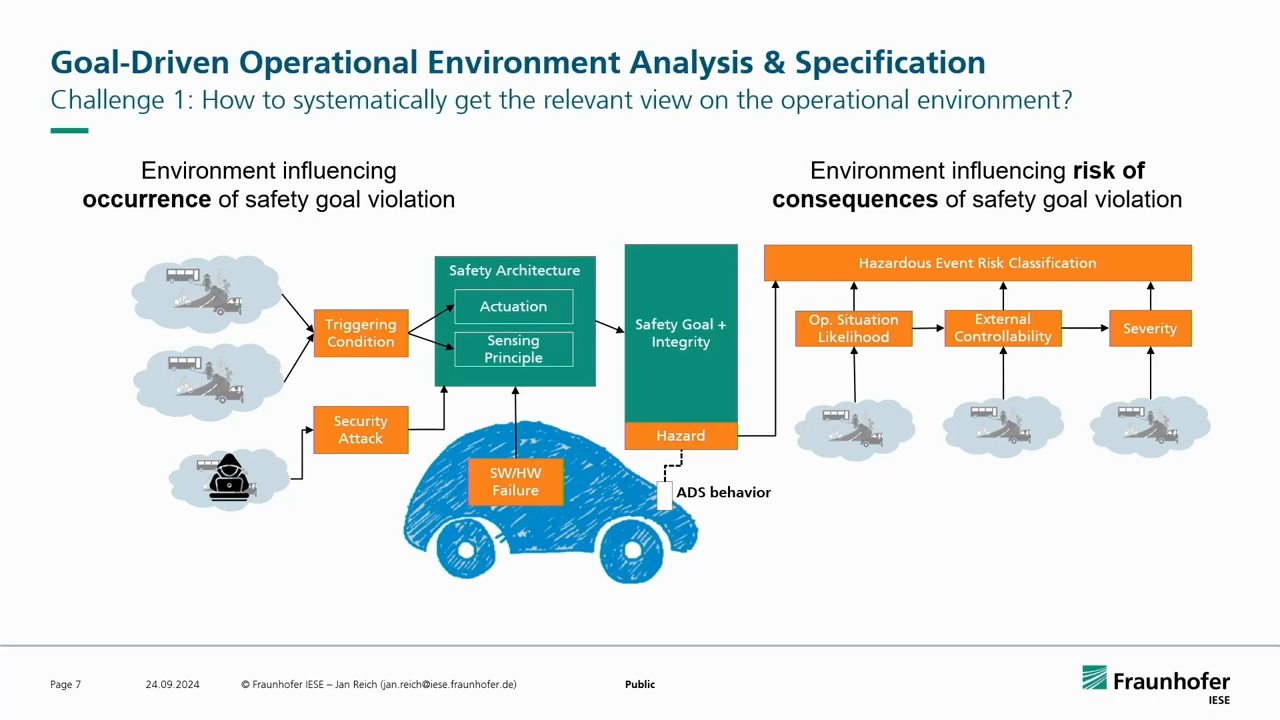 Goal-Driven Operational Environment Analysis & Specification
Challenge 1: How to systematically get the relevant view on the operational environment?
Environment influencing
occurrence of safety goal violation
Environment influencing risk of
consequences of safety goal violation
Triggering
Condition
Security
Attack
Safety Architecture
Actuation
Sensing
Principle
SW/HW
Failure
Safety Goal +
Integrity
Hazard
ADS behavior
Hazardous Event Risk Classification
Op. Situation
Likelihood
External
Controllability
Severity
Page 7
24.09.2024
© Fraunhofer IESE – Jan Reich (jan.reich@iese.fraunhofer.de)
Public
Fraunhofer
IESE